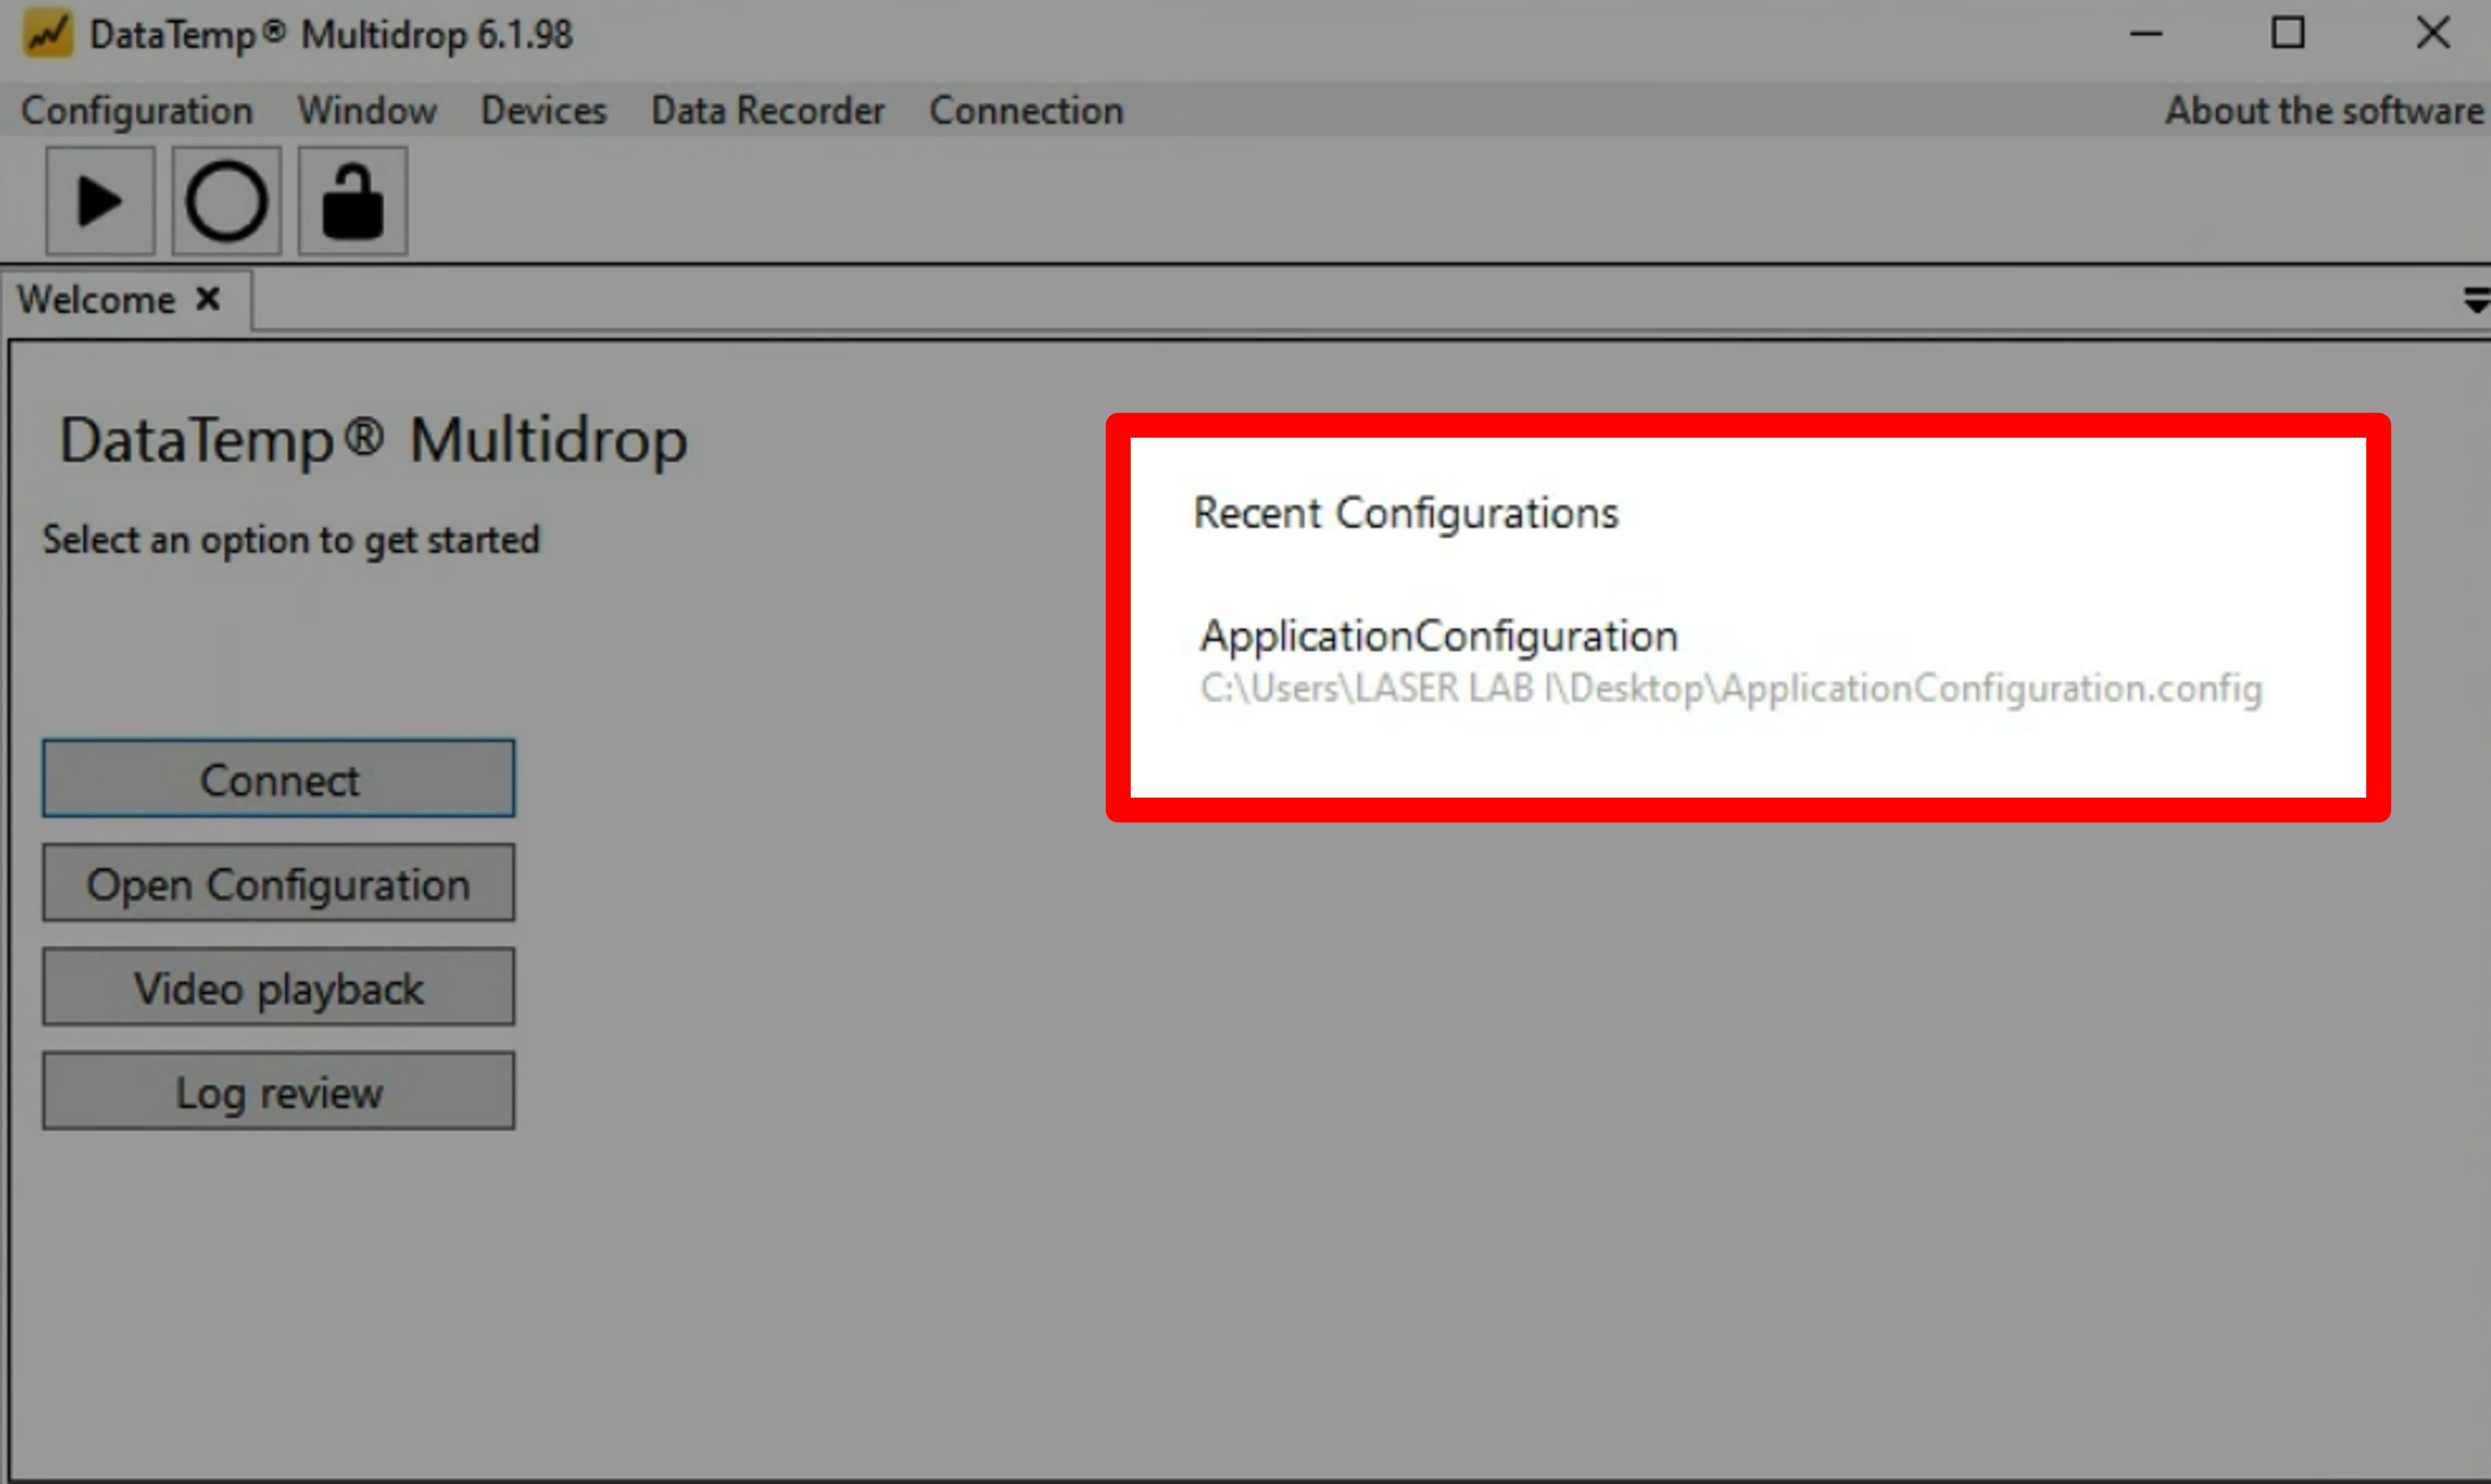 DataTemp® Multidrop 6.1.98
Configuration Window Devices Data Recorder Connection About the software
Welcome
DataTemp® Multidrop
Select an option to get started
Connect
Open Configuration
Video playback
Log review
Recent Configurations
ApplicationConfiguration
C:\Users\LASER LAB I\Desktop\ApplicationConfiguration.config